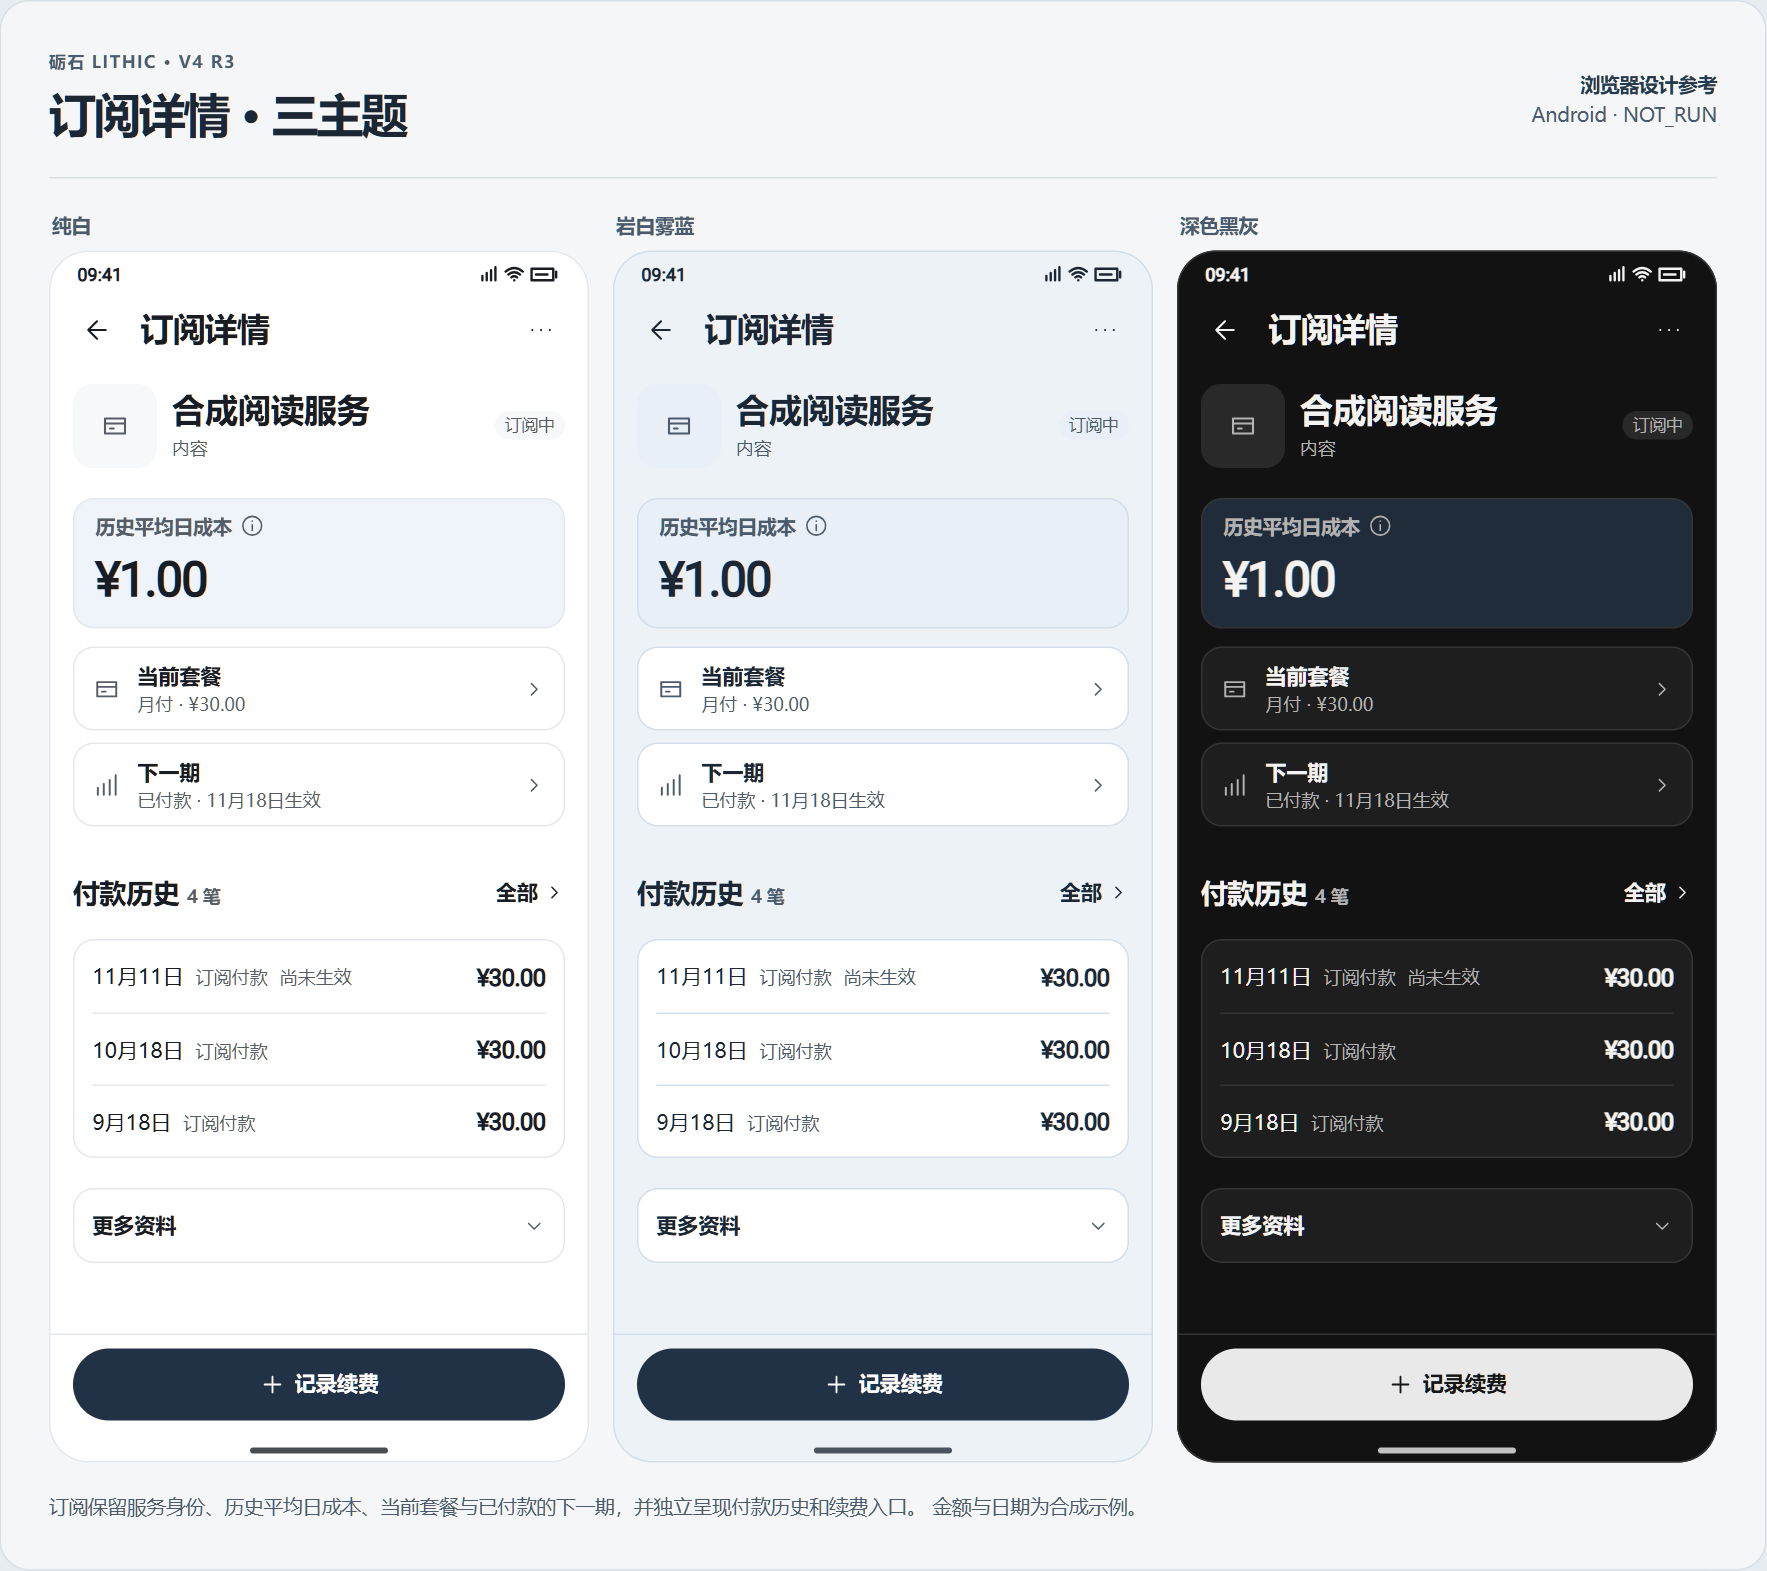 砺石 LITHIC • V4 R3
订阅详情 • 三主题
浏览器设计参考
Android · NOT_RUN
纯白
09:41
订阅详情
···
合成阅读服务
内容
订阅中
历史平均日成本
¥1.00
当前套餐
月付 · ¥30.00
下一期
已付款 · 11月18日生效
付款历史 4 笔
全部
11月11日 订阅付款 尚未生效 ¥30.00
10月18日 订阅付款 ¥30.00
9月18日 订阅付款 ¥30.00
更多资料
+ 记录续费
岩白雾蓝
09:41
订阅详情
···
合成阅读服务
内容
订阅中
历史平均日成本
¥1.00
当前套餐
月付 · ¥30.00
下一期
已付款 · 11月18日生效
付款历史 4 笔
全部
11月11日 订阅付款 尚未生效 ¥30.00
10月18日 订阅付款 ¥30.00
9月18日 订阅付款 ¥30.00
更多资料
+ 记录续费
深色黑灰
09:41
订阅详情
···
合成阅读服务
内容
订阅中
历史平均日成本
¥1.00
当前套餐
月付 · ¥30.00
下一期
已付款 · 11月18日生效
付款历史 4 笔
全部
11月11日 订阅付款 尚未生效 ¥30.00
10月18日 订阅付款 ¥30.00
9月18日 订阅付款 ¥30.00
更多资料
+ 记录续费
订阅保留服务身份、历史平均日成本、当前套餐与已付款的下一期，并独立呈现付款历史和续费入口。 金额与日期为合成示例。